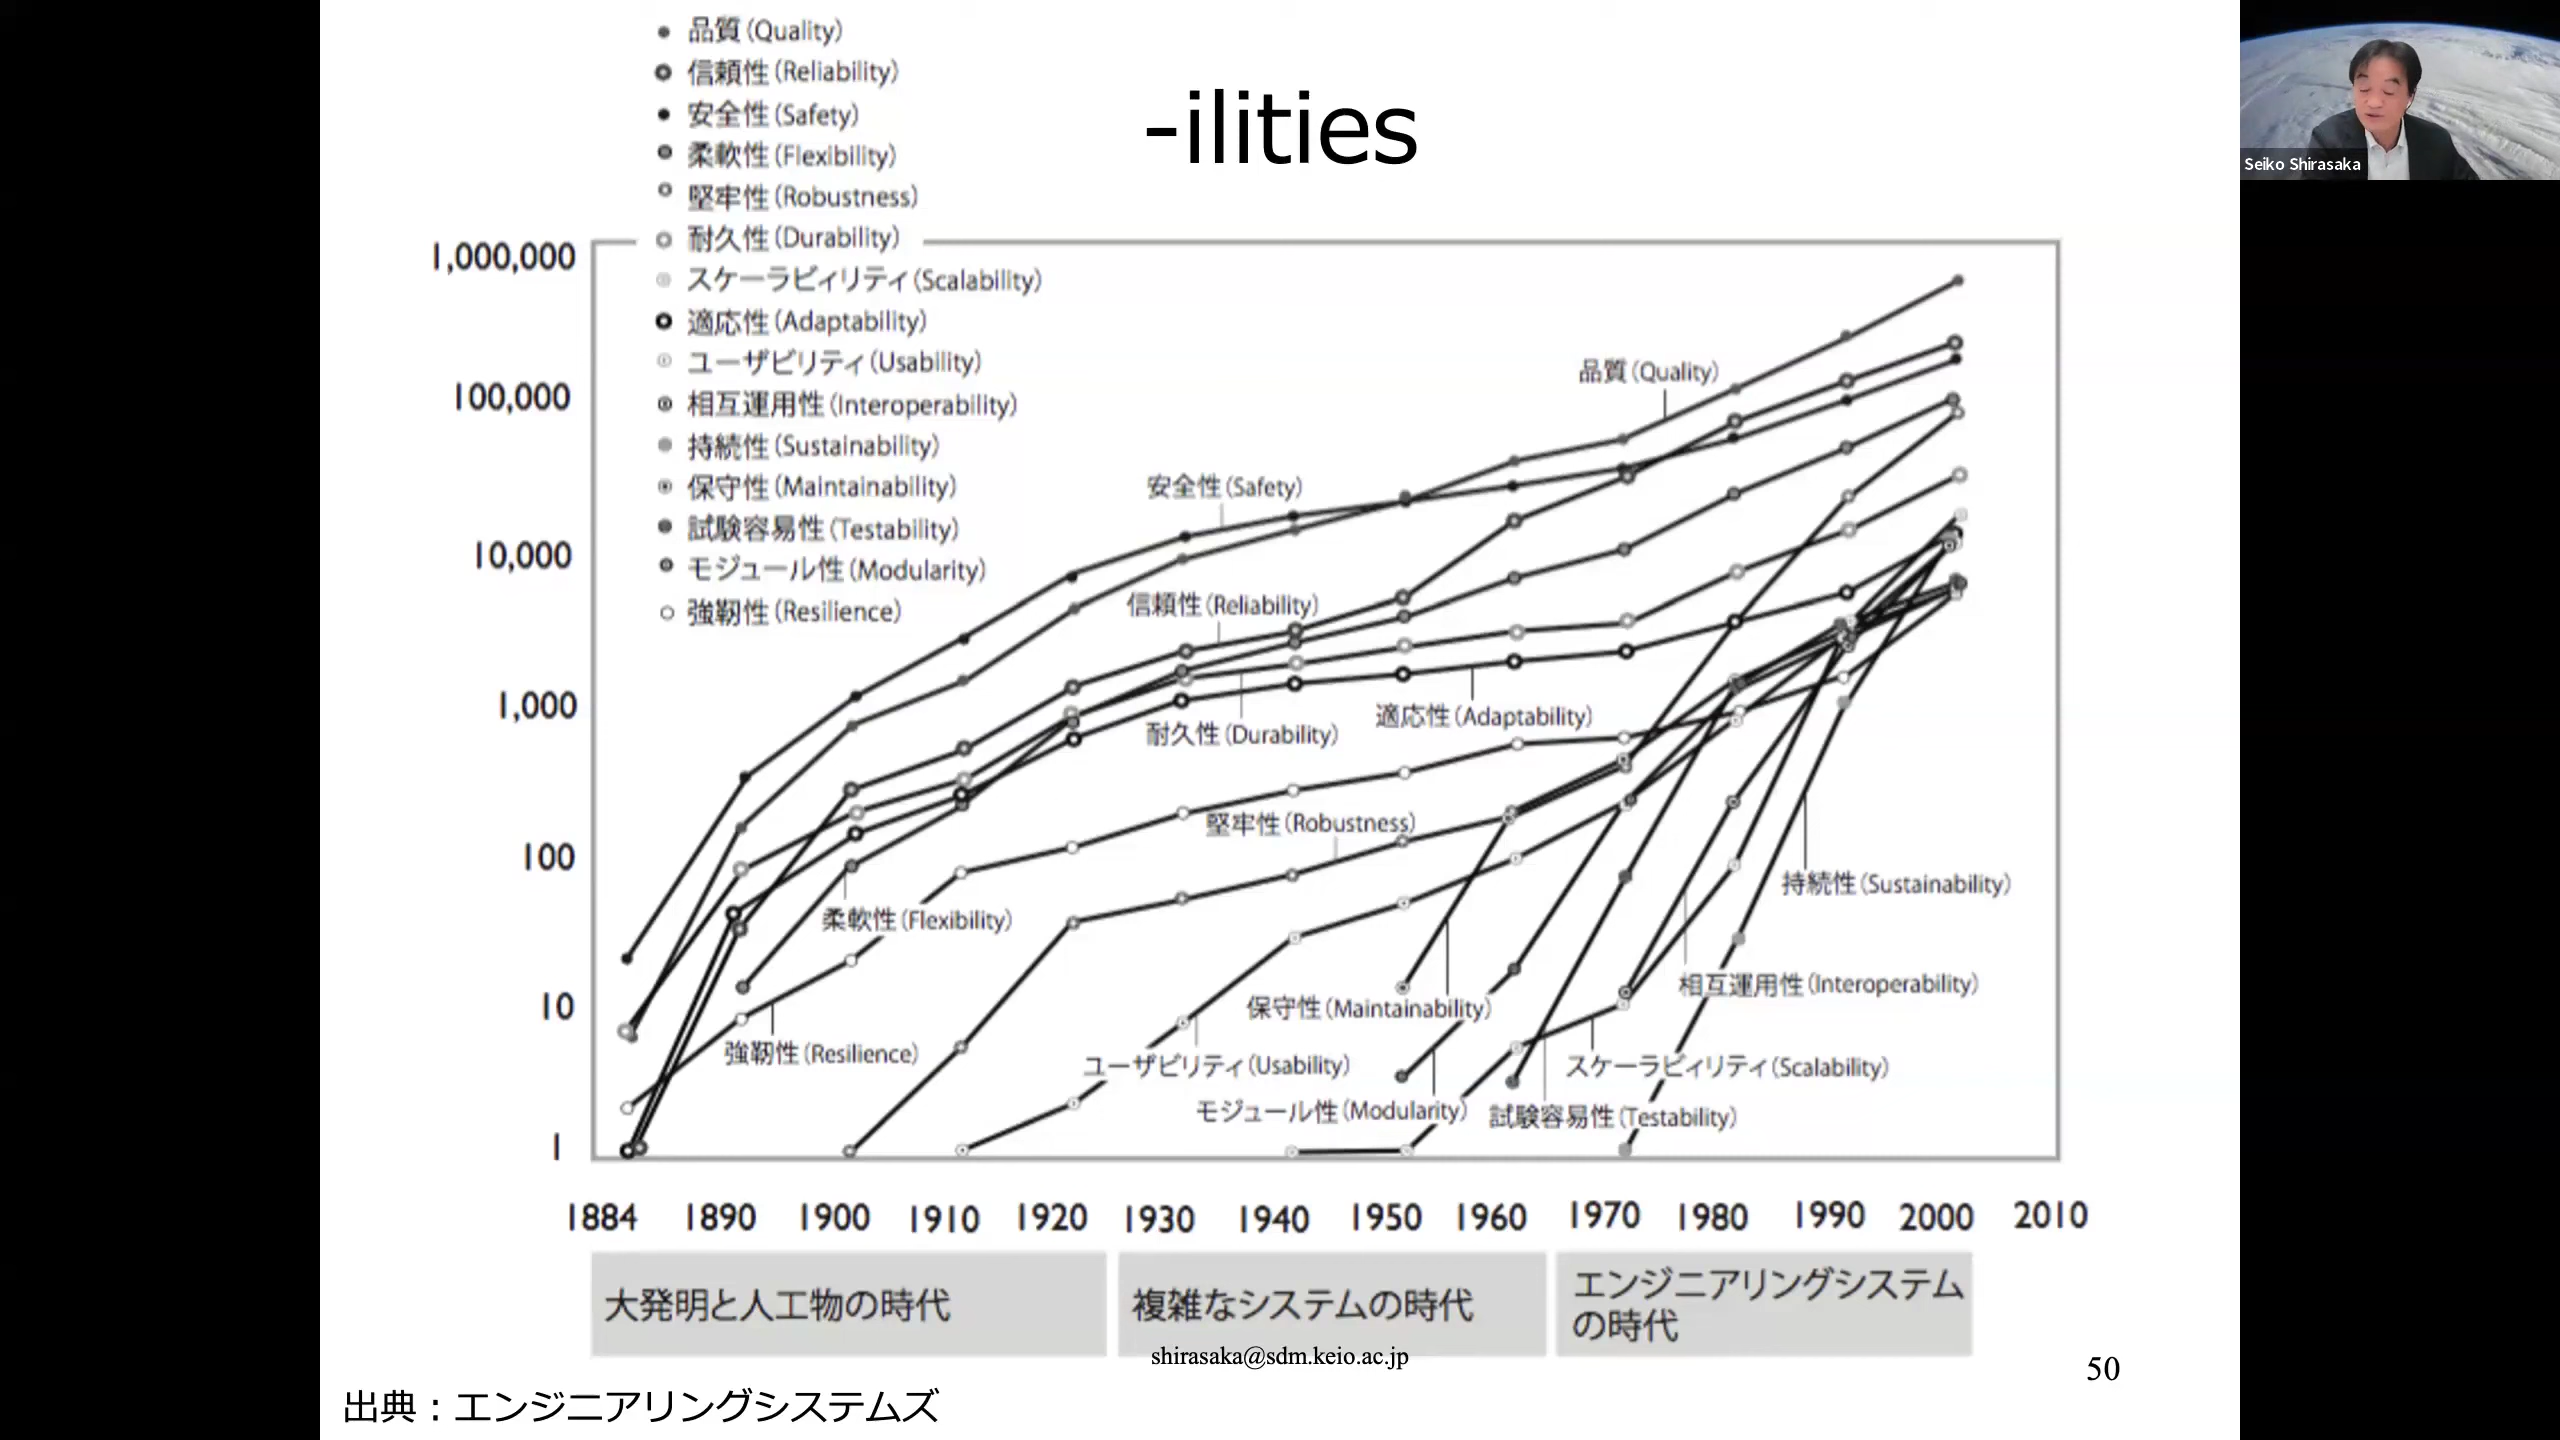 品質(Quality)
信頼性(Reliability)
安全性(Safety)
柔軟性(Flexibility)
堅牢性(Robustness)
耐久性(Durability)
スケーラビィリティ(Scalability)
適応性(Adaptability)
ユーザビリティ(Usability)
相互運用性(Interoperability)
持続性(Sustainability)
保守性(Maintainability)
試験容易性(Testability)
モジュール性(Modularity)
強靭性(Resilience)
-ilities
Seiko Shirasaka
1,000,000
100,000
10,000
1,000
100
10
1
品質(Quality)
安全性(Safety)
信頼性(Reliability)
適応性(Adaptability)
耐久性(Durability)
堅牢性(Robustness)
持続性(Sustainability)
柔軟性(Flexibility)
相互運用性(Interoperability)
保守性(Maintainability)
強靭性(Resilience)
ユーザビリティ(Usability)
スケーラビィリティ(Scalability)
モジュール性(Modularity)
試験容易性(Testability)
1884 1890 1900 1910 1920 1930 1940 1950 1960 1970 1980 1990 2000 2010
大発明と人工物の時代
複雑なシステムの時代
エンジニアリングシステム
の時代
shirasaka@sdm.keio.ac.jp
50
出典：エンジニアリングシステムズ